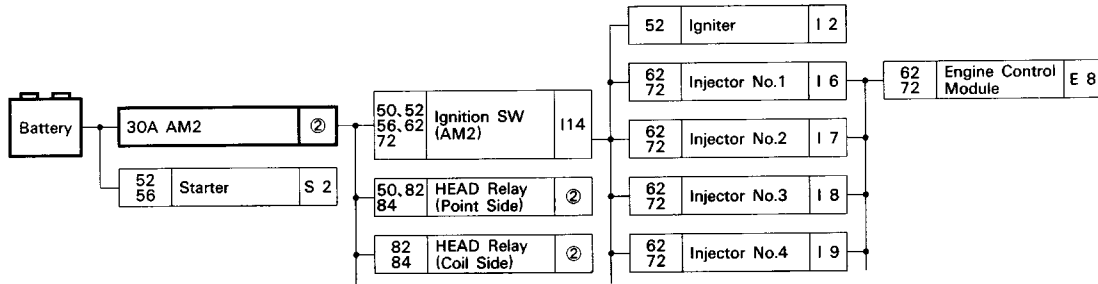 52 Igniter I 2
62 72 Injector No.1 I 6
62 72 Engine Control Module E 8
Battery
30A AM2 ②
50、52 56、62 72 Ignition SW (AM2) I14
62 72 Injector No.2 I 7
52 56 Starter S 2
50、82 84 HEAD Relay (Point Side) ②
62 72 Injector No.3 I 8
82 84 HEAD Relay (Coil Side) ②
62 72 Injector No.4 I 9